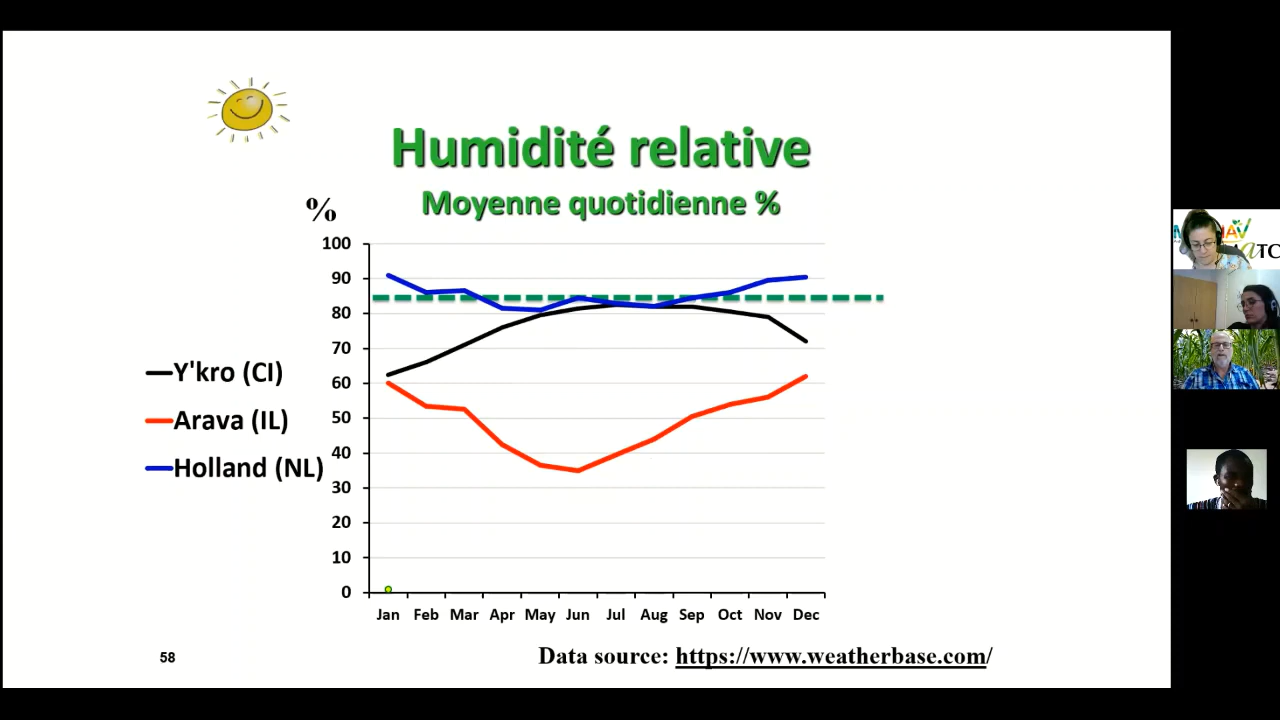 Humidité relative
Moyenne quotidienne %
%
100
90
80
70
60
50
40
30
20
10
0
Y'kro (CI)
Arava (IL)
Holland (NL)
Jan Feb Mar Apr May Jun Jul Aug Sep Oct Nov Dec
58
Data source: https://www.weatherbase.com/